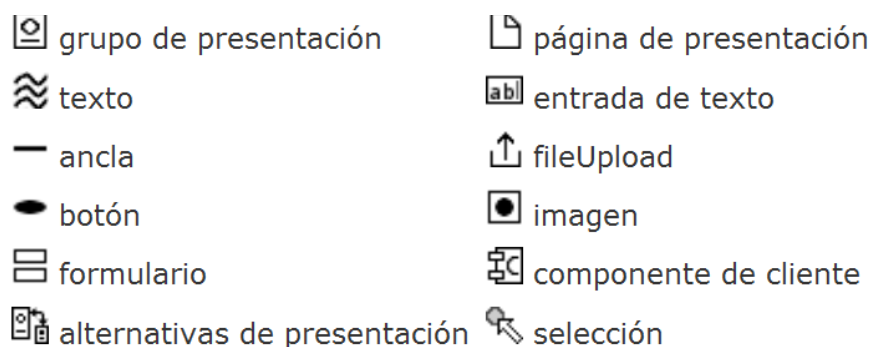 grupo de presentación página de presentación
texto abl entrada de texto
ancla fileUpload
botón imagen
formulario componente de cliente
alternativas de presentación selección